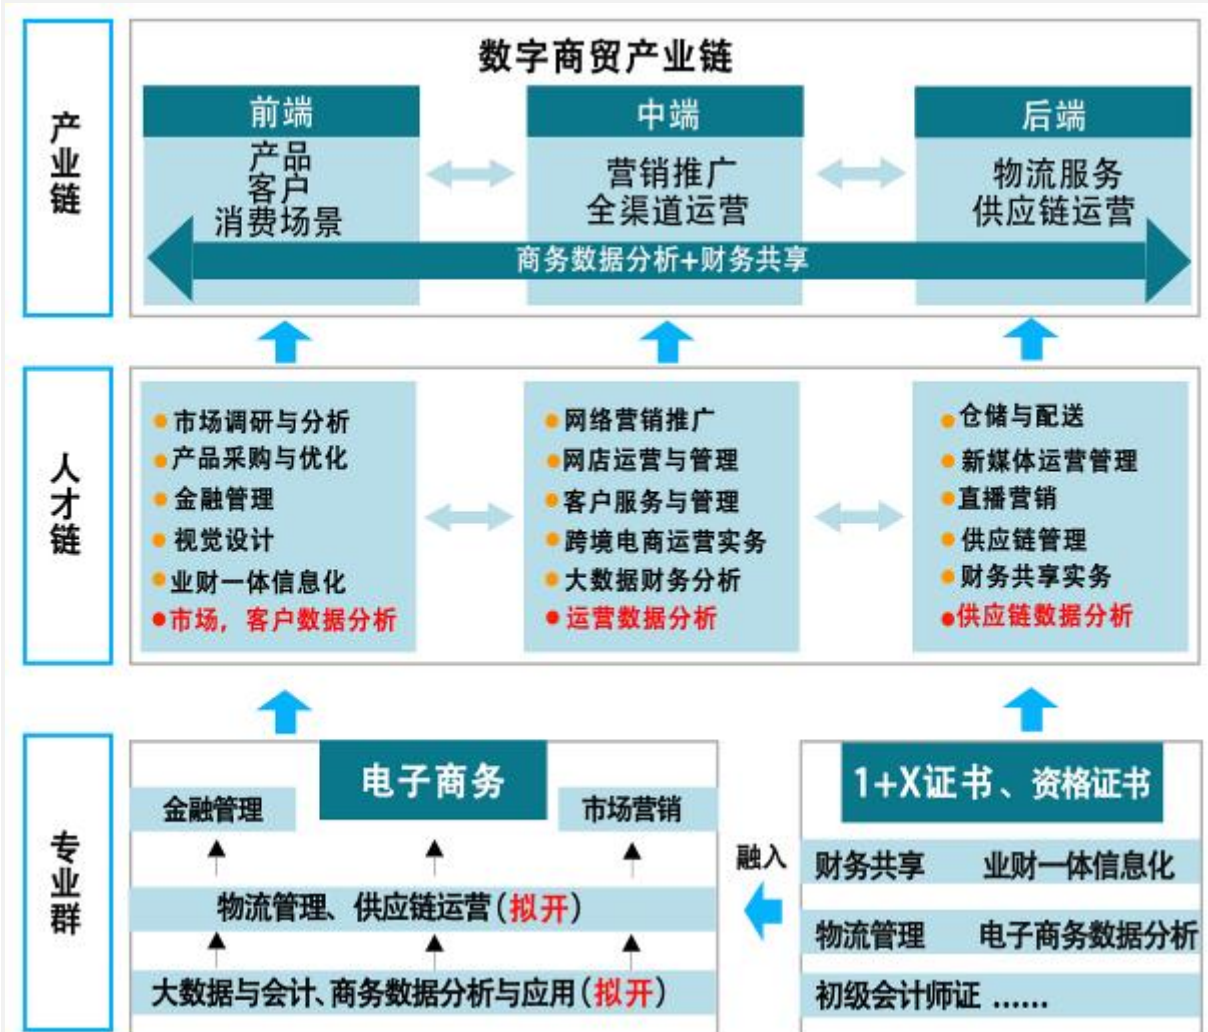 产业链
数字商贸产业链
前端
产品
客户
消费场景
中端
营销推广
全渠道运营
后端
物流服务
供应链运营
商务数据分析+财务共享
人才链
市场调研与分析
产品采购与优化
金融管理
视觉设计
业财一体信息化
市场，客户数据分析
网络营销推广
网店运营与管理
客户服务与管理
跨境电商运营实务
大数据财务分析
运营数据分析
仓储与配送
新媒体运营管理
直播营销
供应链管理
财务共享实务
供应链数据分析
专业群
电子商务
金融管理
市场营销
物流管理、供应链运营（拟开）
大数据与会计、商务数据分析与应用（拟开）
融入
1+X证书、资格证书
财务共享 业财一体信息化
物流管理 电子商务数据分析
初级会计师证 ......